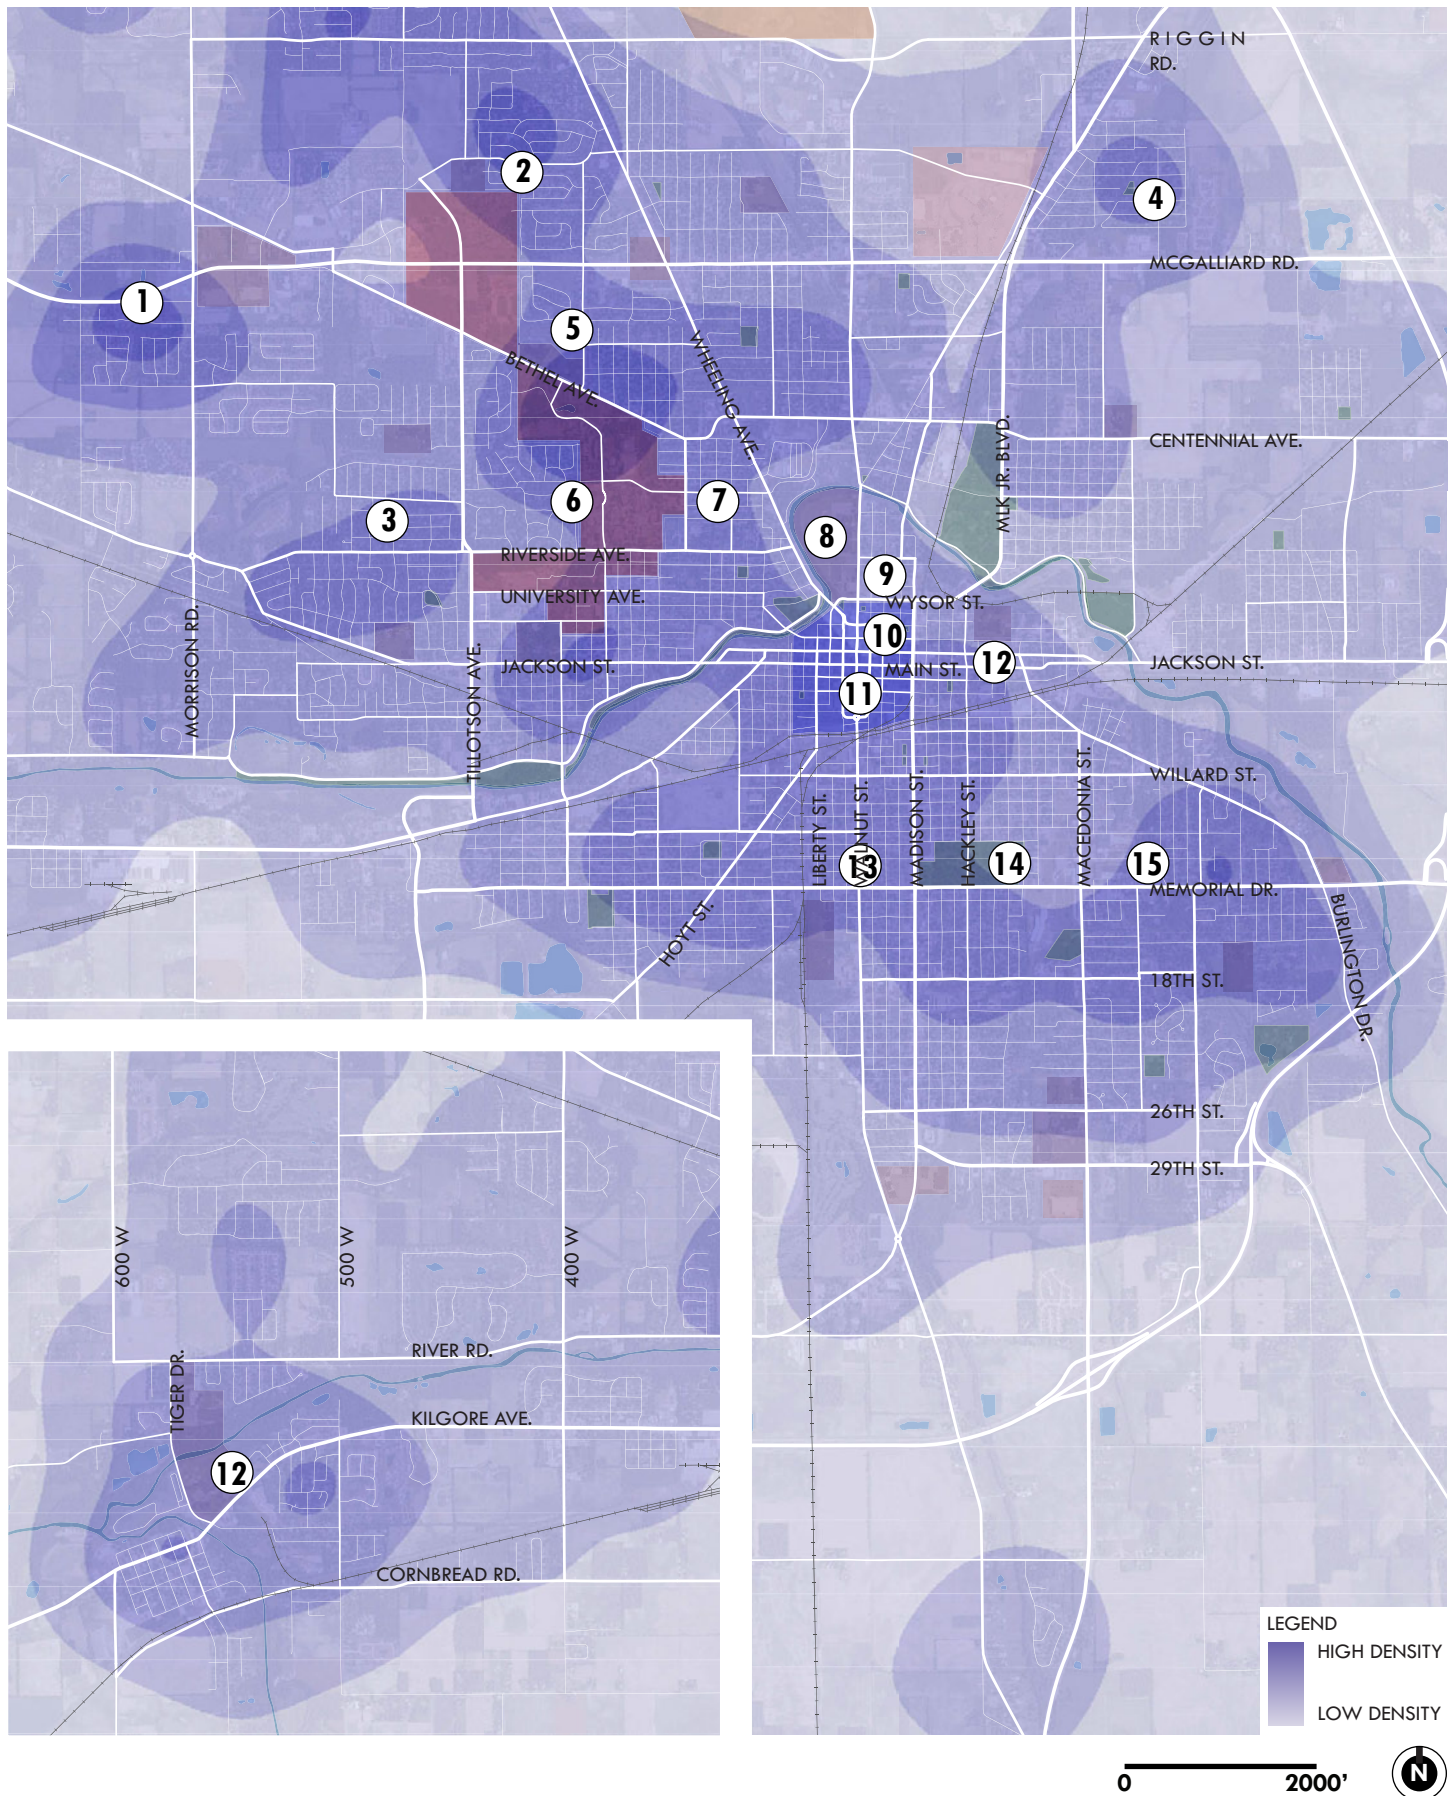 RIGGIN
RD.
2
4
MCGALLIARD RD.
1
5
BETHEL AVE.
WHEELING AVE.
MLK JR. BLVD.
CENTENNIAL AVE.
3
6
7
8
RIVERSIDE AVE.
9
UNIVERSITY AVE.
WYSOR ST.
MORRISON RD.
TILLOTSON AVE.
10
JACKSON ST.
MAIN ST.
12
JACKSON ST.
11
WILLARD ST.
LIBERTY ST.
WALNUT ST.
MADISON ST.
HACKLEY ST.
MACEDONIA ST.
13
14
15
MEMORIAL DR.
HOYT ST.
BURLINGTON DR.
18TH ST.
26TH ST.
29TH ST.
600 W
500 W
400 W
RIVER RD.
TIGER DR.
KILGORE AVE.
12
CORNBREAD RD.
LEGEND
HIGH DENSITY
LOW DENSITY
0
2000'
N